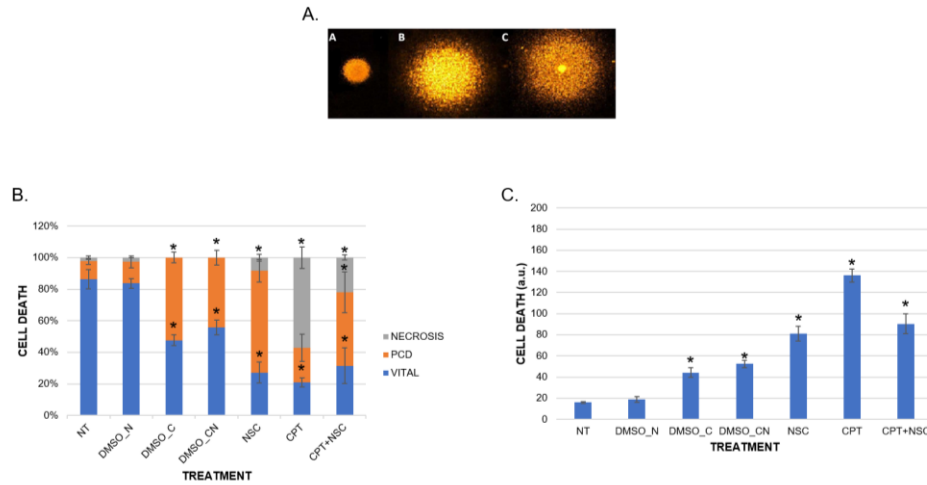 A.
A B C
B.
120%
100%
80%
60%
40%
20%
0%
CELL DEATH
NT DMSO_N DMSO_C DMSO_CN NSC CPT CPT+NSC
TREATMENT
NECROSIS
PCD
VITAL
* * * * * *
* * * * *
C.
200
180
160
140
120
100
80
60
40
20
0
CELL DEATH (a.u.)
* * * * *
NT DMSO_N DMSO_C DMSO_CN NSC CPT CPT+NSC
TREATMENT